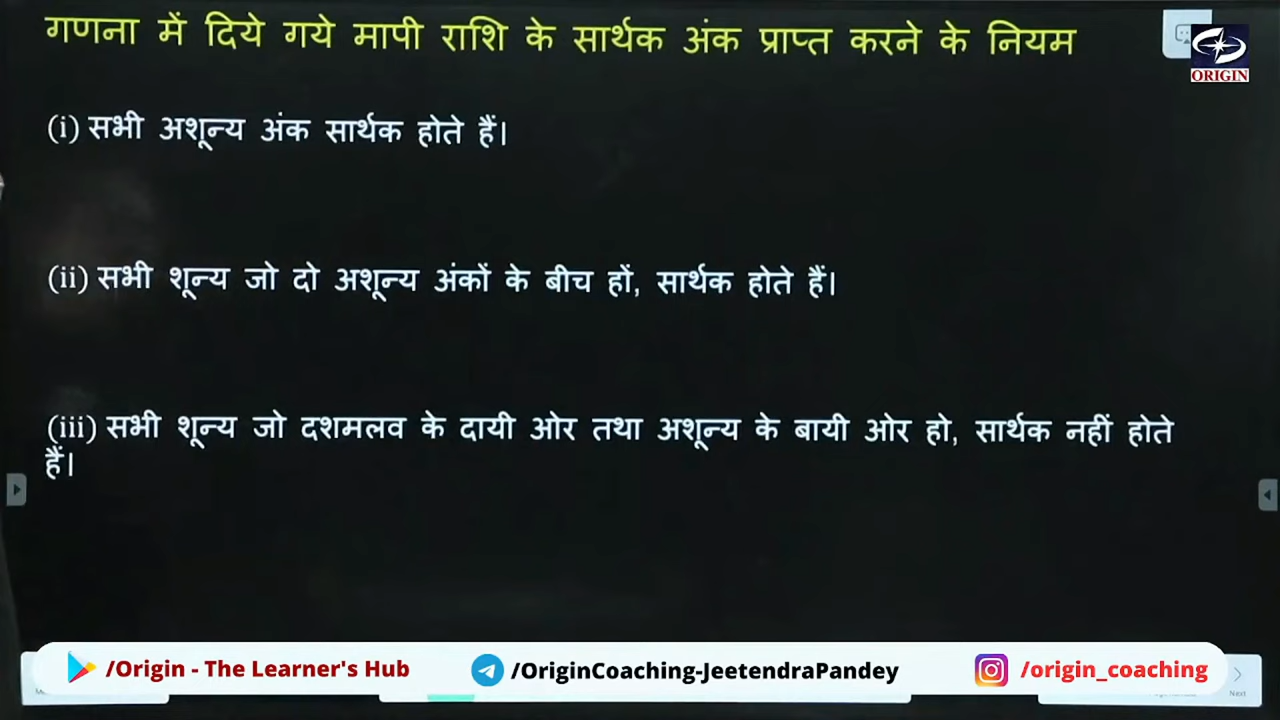 गणना में दिये गये मापी राशि के सार्थक अंक प्राप्त करने के नियम
ORIGIN
(i) सभी अशून्य अंक सार्थक होते हैं।
(ii) सभी शून्य जो दो अशून्य अंकों के बीच हों, सार्थक होते हैं।
(iii) सभी शून्य जो दशमलव के दायी ओर तथा अशून्य के बायी ओर हो, सार्थक नहीं होते
हैं।
/Origin - The Learner's Hub /OriginCoaching-JeetendraPandey /origin_coaching
Next